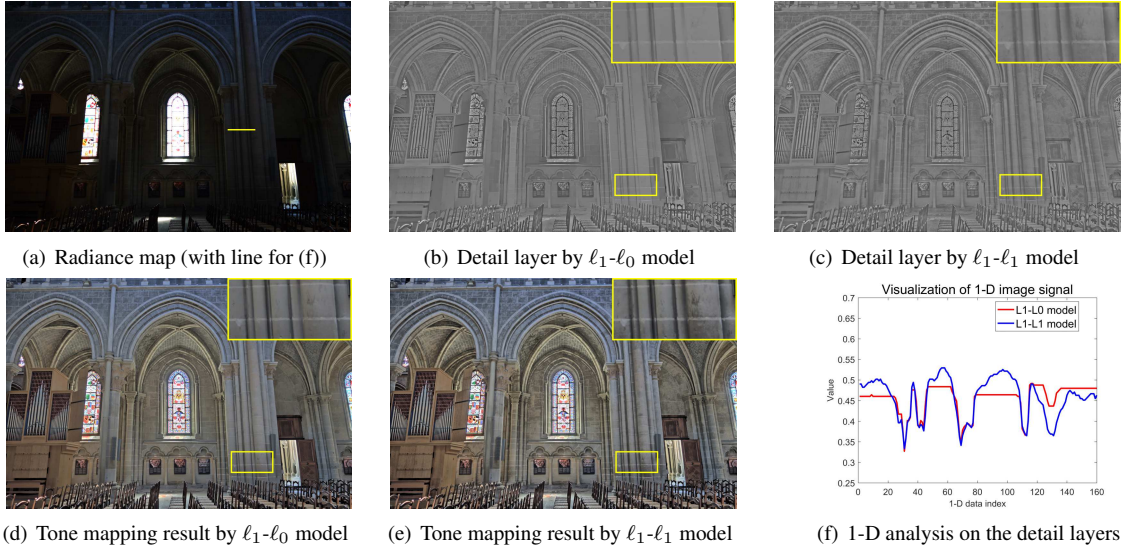 (a) Radiance map (with line for (f))
(b) Detail layer by ℓ1-ℓ0 model
(c) Detail layer by ℓ1-ℓ1 model
(d) Tone mapping result by ℓ1-ℓ0 model
(e) Tone mapping result by ℓ1-ℓ1 model
Visualization of 1-D image signal
L1-L0 model
L1-L1 model
Value
0.7
0.65
0.6
0.55
0.5
0.45
0.4
0.35
0.3
0.25
0 20 40 60 80 100 120 140 160
1-D data index
(f) 1-D analysis on the detail layers